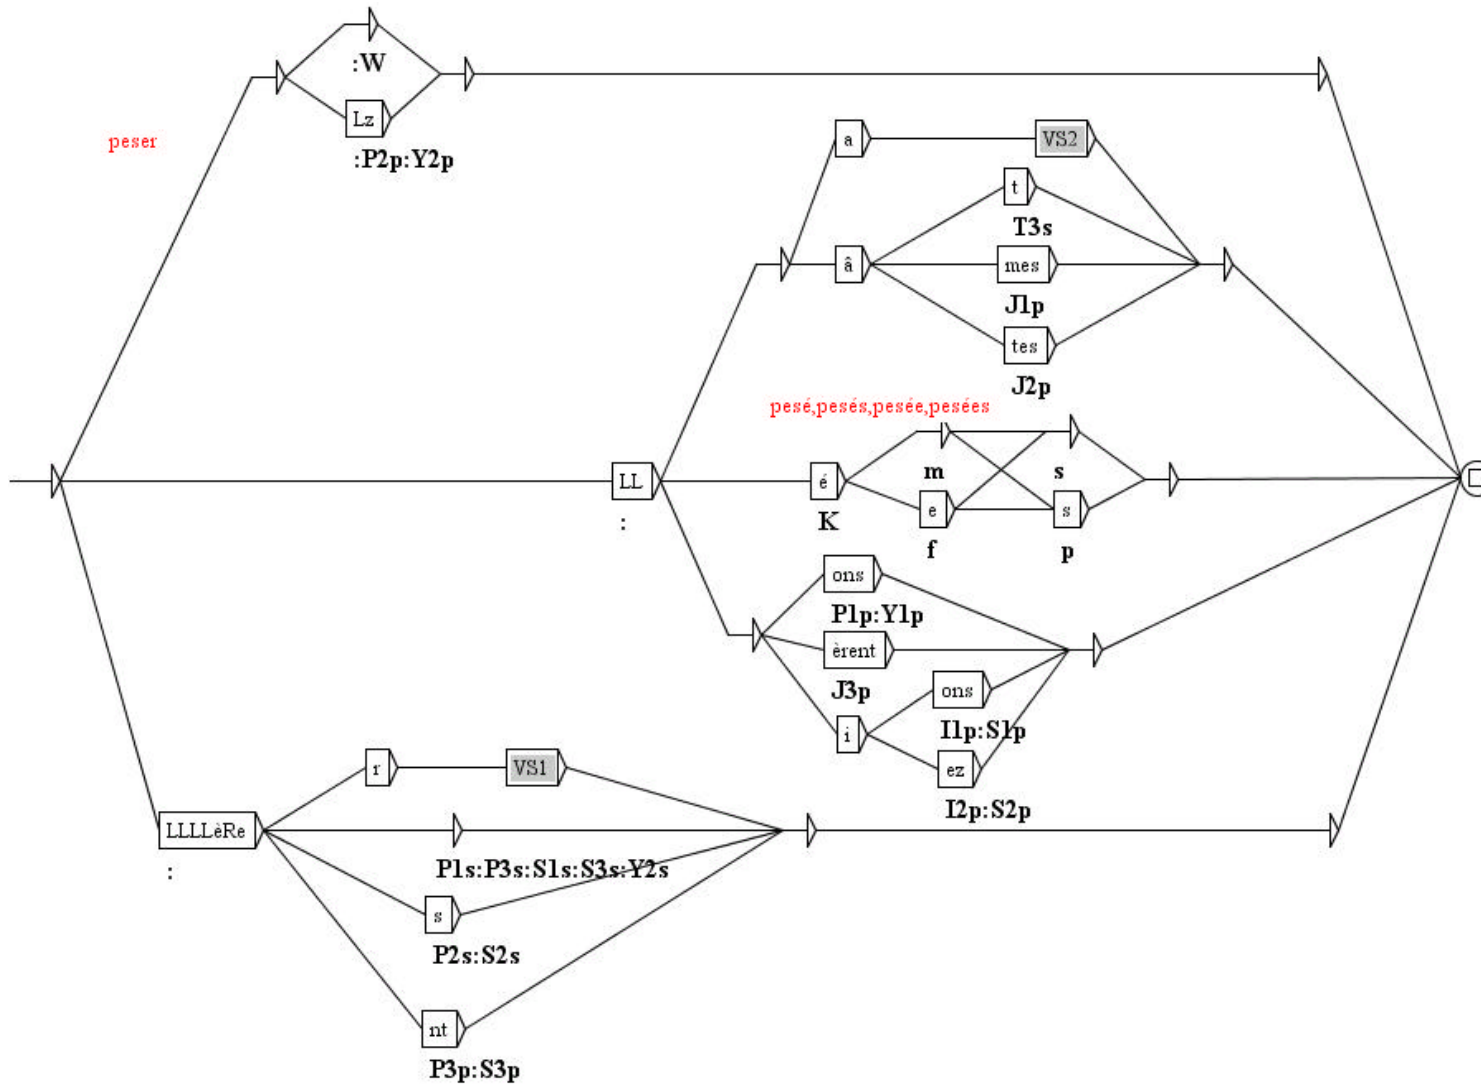 :W
Lz
:P2p:Y2p
peser
a
VS2
t
T3s
â
mes
J1p
tes
J2p
pesé,pesés,pesée,pesées
LL
:
é
K
m
s
e
f
s
p
ons
P1p:Y1p
èrent
J3p
i
ons
I1p:S1p
ez
I2p:S2p
r
VS1
LLLLèRe
:
P1s:P3s:S1s:S3s:Y2s
s
P2s:S2s
nt
P3p:S3p